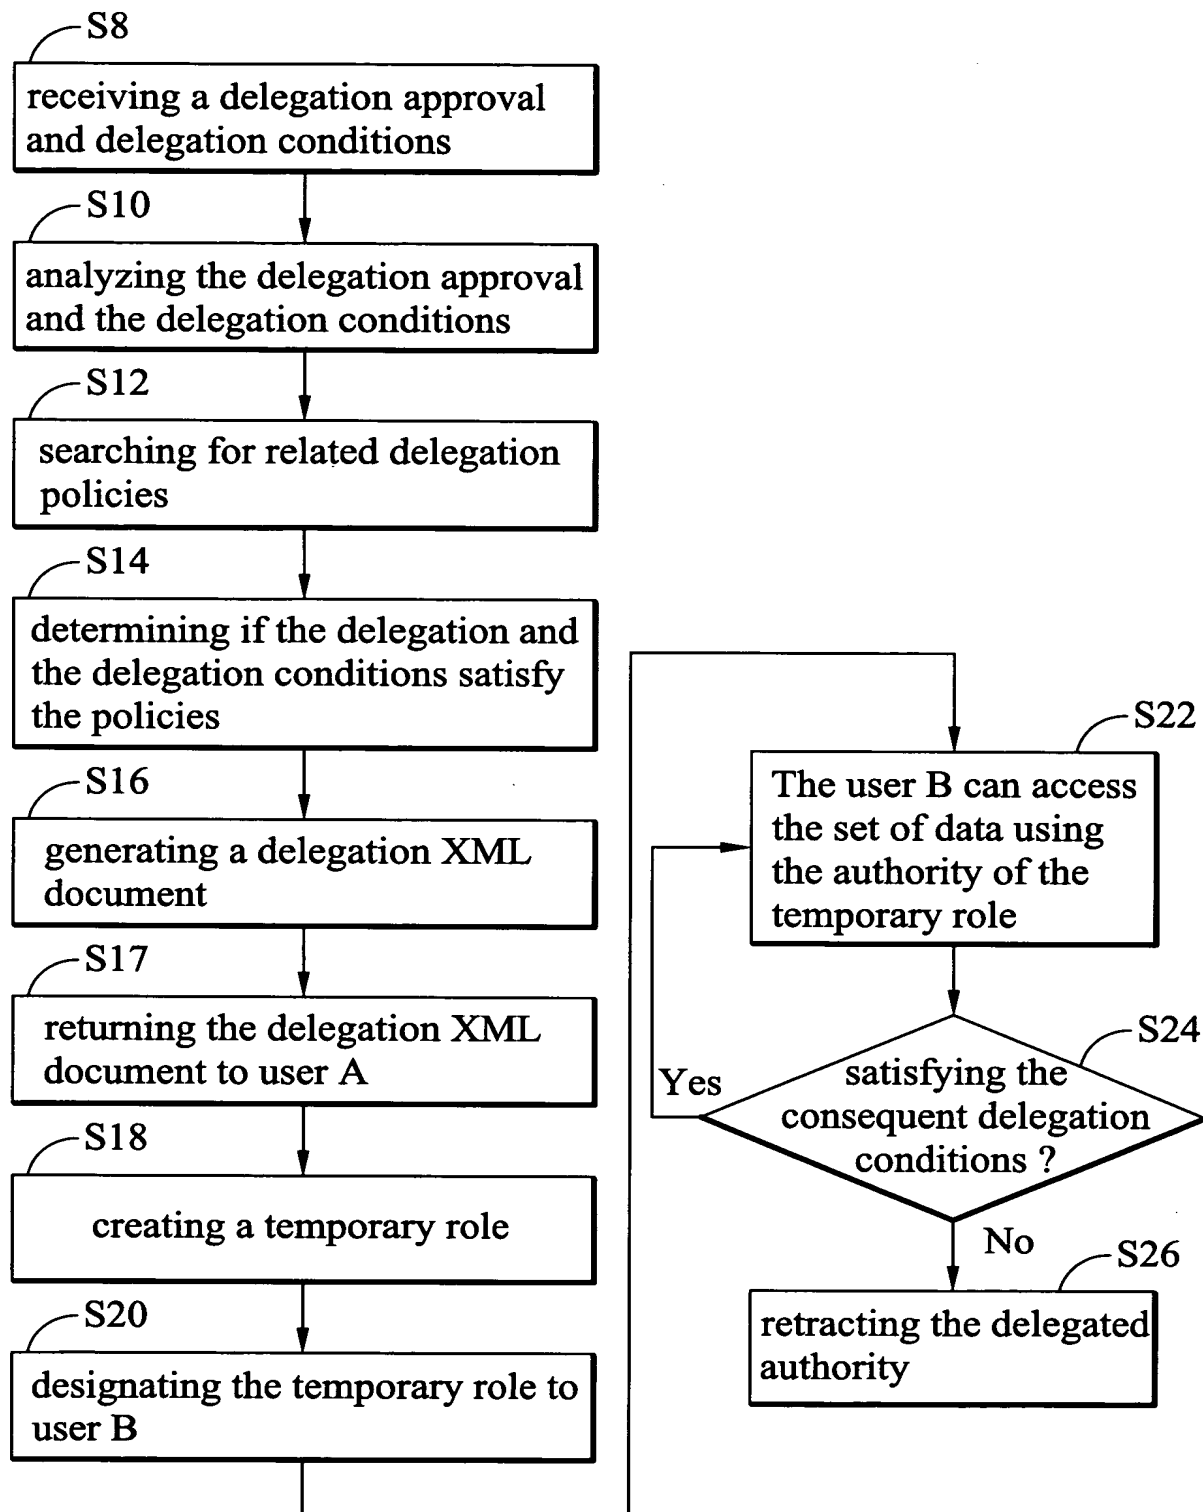 S8
receiving a delegation approval
and delegation conditions
S10
analyzing the delegation approval
and the delegation conditions
S12
searching for related delegation
policies
S14
determining if the delegation and
the delegation conditions satisfy
the policies
S16
generating a delegation XML
document
S17
returning the delegation XML
document to user A
S18
creating a temporary role
S20
designating the temporary role to
user B
S22
The user B can access
the set of data using
the authority of the
temporary role
S24
satisfying the
consequent delegation
conditions ?
Yes
No
S26
retracting the delegated
authority